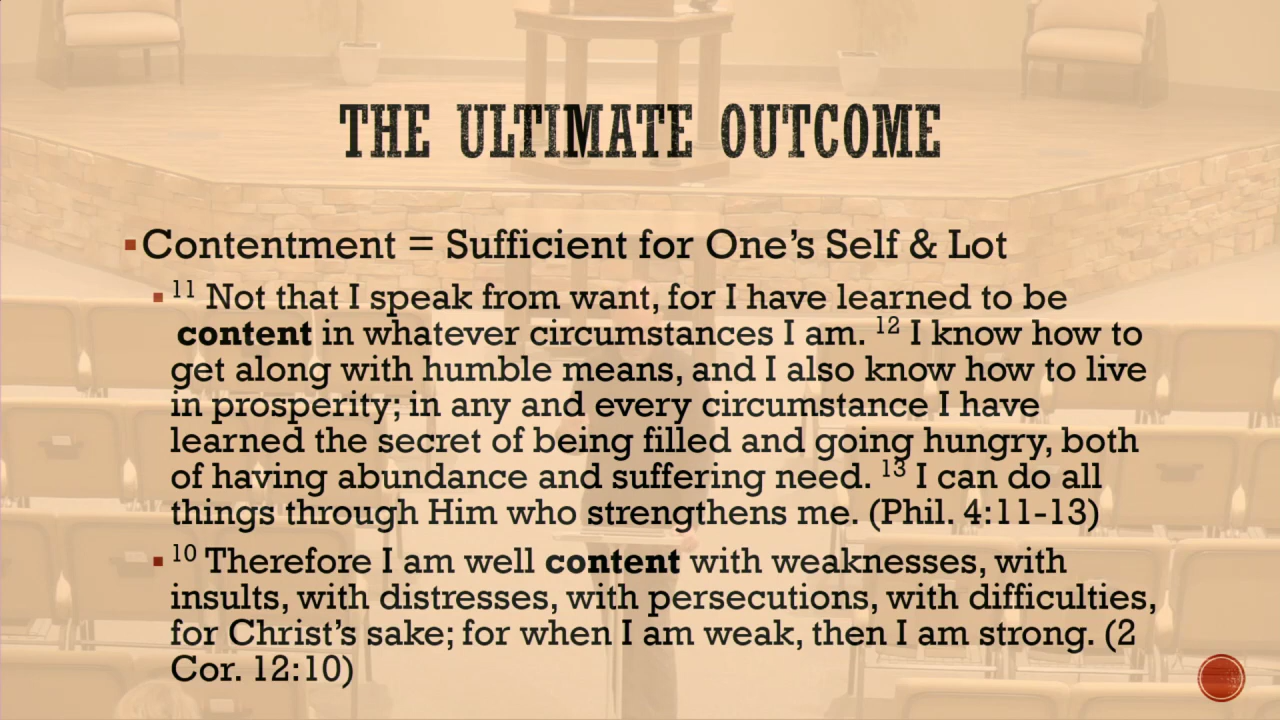 THE ULTIMATE OUTCOME
▪Contentment = Sufficient for One’s Self & Lot
▪ 11 Not that I speak from want, for I have learned to be
content in whatever circumstances I am. 12 I know how to
get along with humble means, and I also know how to live
in prosperity; in any and every circumstance I have
learned the secret of being filled and going hungry, both
of having abundance and suffering need. 13 I can do all
things through Him who strengthens me. (Phil. 4:11-13)
▪ 10 Therefore I am well content with weaknesses, with
insults, with distresses, with persecutions, with difficulties,
for Christ’s sake; for when I am weak, then I am strong. (2
Cor. 12:10)